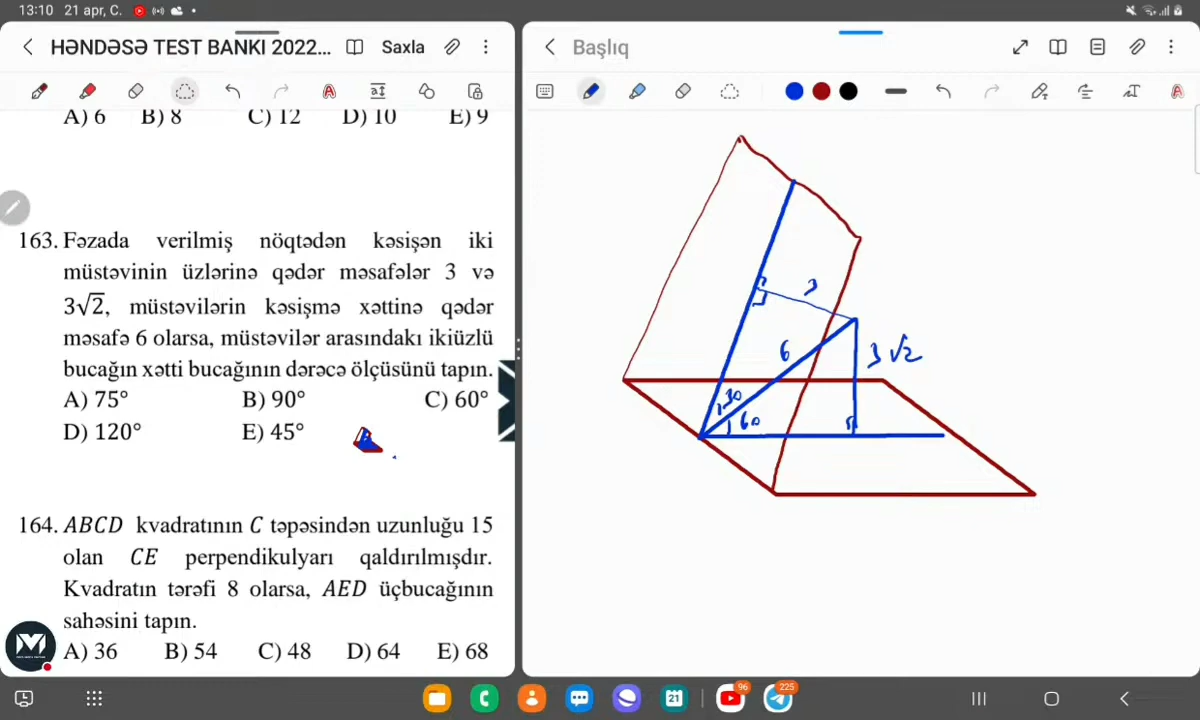 13:10 21 apr, C.
HƏNDƏSƏ TEST BANKI 2022... Saxla
Başlıq
A) 6 B) 8 C) 12 D) 10 E) 9
163. Fəzada verilmiş nöqtədən kəsişən iki
müstəvinin üzlərinə qədər məsafələr 3 və
3√2, müstəvilərin kəsişmə xəttinə qədər
məsafə 6 olarsa, müstəvilər arasındakı ikiüzlü
bucağın xətti bucağının dərəcə ölçüsünü tapın.
A) 75° B) 90° C) 60°
D) 120° E) 45°
164. ABCD kvadratının C təpəsindən uzunluğu 15
olan CE perpendikulyarı qaldırılmışdır.
Kvadratın tərəfi 8 olarsa, AED üçbucağının
sahəsini tapın.
A) 36 B) 54 C) 48 D) 64 E) 68
3
6
3√2
30
60
21
96
225